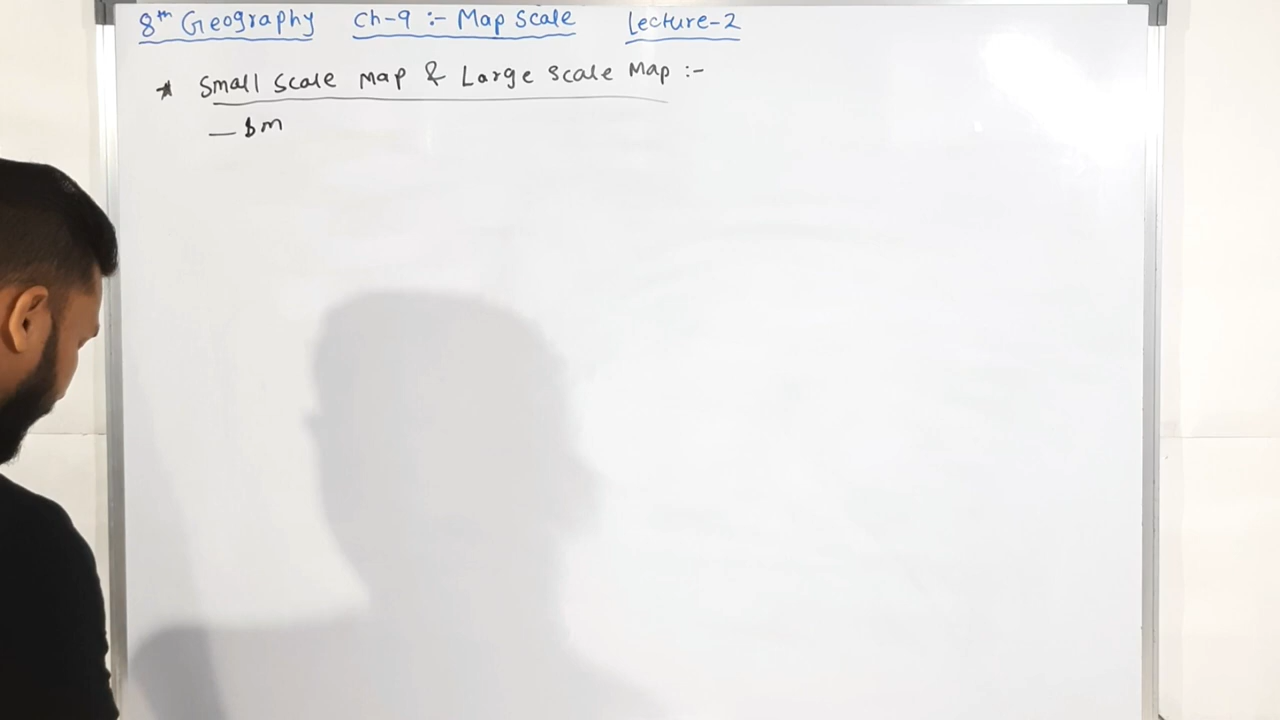 8th Geography Ch-9 :- Map Scale Lecture-2
* Small Scale Map & Large Scale Map :-
— Sm